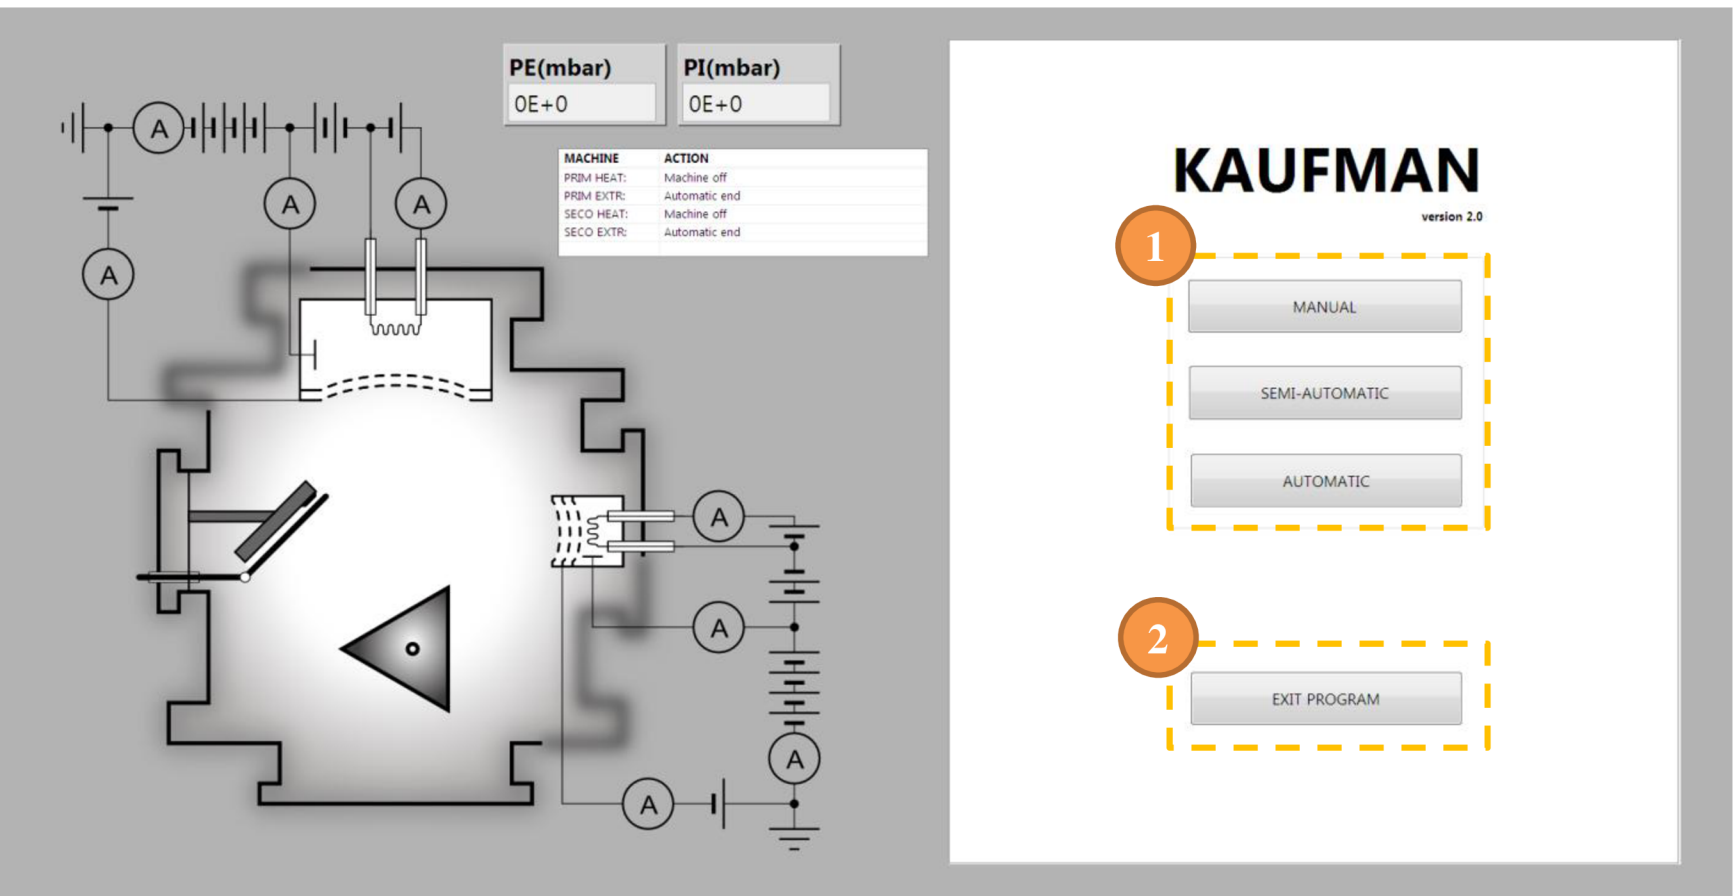 PE(mbar) PI(mbar)
0E+0 0E+0
MACHINE ACTION
PRIM HEAT: Machine off
PRIM EXTR: Automatic end
SECO HEAT: Machine off
SECO EXTR: Automatic end
A
A
A
A
A
A
A
A
KAUFMAN
version 2.0
1
MANUAL
SEMI-AUTOMATIC
AUTOMATIC
2
EXIT PROGRAM